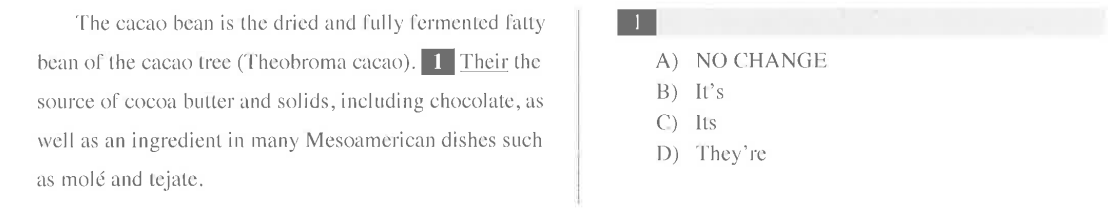 The cacao bean is the dried and fully fermented fatty
bean of the cacao tree (Theobroma cacao). 1 Their the
source of cocoa butter and solids, including chocolate, as
well as an ingredient in many Mesoamerican dishes such
as molé and tejate.
1
A) NO CHANGE
B) It's
C) Its
D) They're